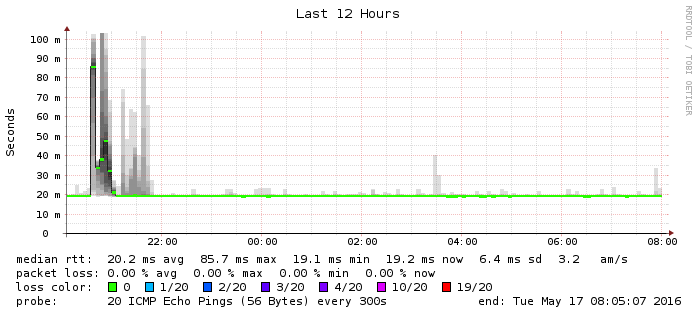 Last 12 Hours
RRDTOOL / TOBI OETIKER
Seconds
100 m
90 m
80 m
70 m
60 m
50 m
40 m
30 m
20 m
10 m
0
22:00 00:00 02:00 04:00 06:00 08:00
median rtt: 20.2 ms avg 85.7 ms max 19.1 ms min 19.2 ms now 6.4 ms sd 3.2 am/s
packet loss: 0.00 % avg 0.00 % max 0.00 % min 0.00 % now
loss color: 0 1/20 2/20 3/20 4/20 10/20 19/20
probe: 20 ICMP Echo Pings (56 Bytes) every 300s end: Tue May 17 08:05:07 2016